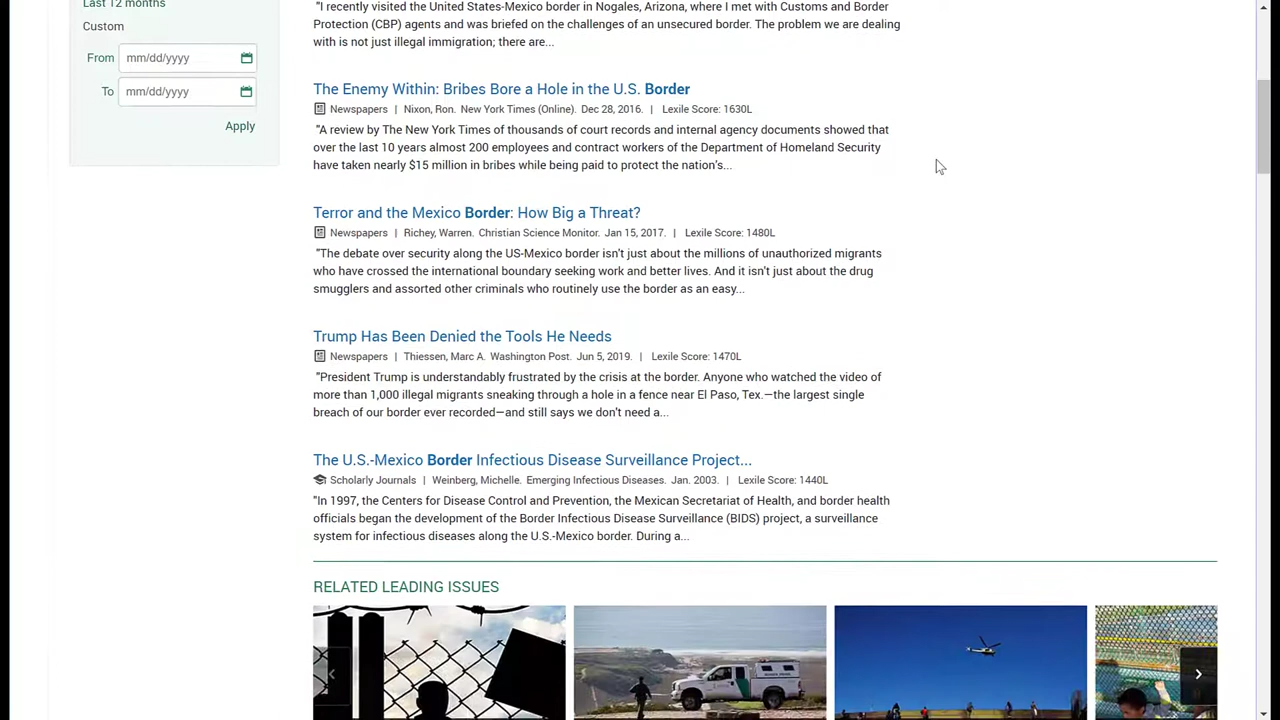 Last 12 months
Custom
From mm/dd/yyyy
To mm/dd/yyyy
Apply
"I recently visited the United States-Mexico border in Nogales, Arizona, where I met with Customs and Border
Protection (CBP) agents and was briefed on the challenges of an unsecured border. The problem we are dealing
with is not just illegal immigration; there are...
The Enemy Within: Bribes Bore a Hole in the U.S. Border
Newspapers | Nixon, Ron. New York Times (Online). Dec 28, 2016. | Lexile Score: 1630L
"A review by The New York Times of thousands of court records and internal agency documents showed that
over the last 10 years almost 200 employees and contract workers of the Department of Homeland Security
have taken nearly $15 million in bribes while being paid to protect the nation's...
Terror and the Mexico Border: How Big a Threat?
Newspapers | Richey, Warren. Christian Science Monitor. Jan 15, 2017. | Lexile Score: 1480L
"The debate over security along the US-Mexico border isn't just about the millions of unauthorized migrants
who have crossed the international boundary seeking work and better lives. And it isn't just about the drug
smugglers and assorted other criminals who routinely use the border as an easy...
Trump Has Been Denied the Tools He Needs
Newspapers | Thiessen, Marc A. Washington Post. Jun 5, 2019. | Lexile Score: 1470L
"President Trump is understandably frustrated by the crisis at the border. Anyone who watched the video of
more than 1,000 illegal migrants sneaking through a hole in a fence near El Paso, Tex.—the largest single
breach of our border ever recorded—and still says we don't need a...
The U.S.-Mexico Border Infectious Disease Surveillance Project...
Scholarly Journals | Weinberg, Michelle. Emerging Infectious Diseases. Jan. 2003. | Lexile Score: 1440L
"In 1997, the Centers for Disease Control and Prevention, the Mexican Secretariat of Health, and border health
officials began the development of the Border Infectious Disease Surveillance (BIDS) project, a surveillance
system for infectious diseases along the U.S.-Mexico border. During a...
RELATED LEADING ISSUES